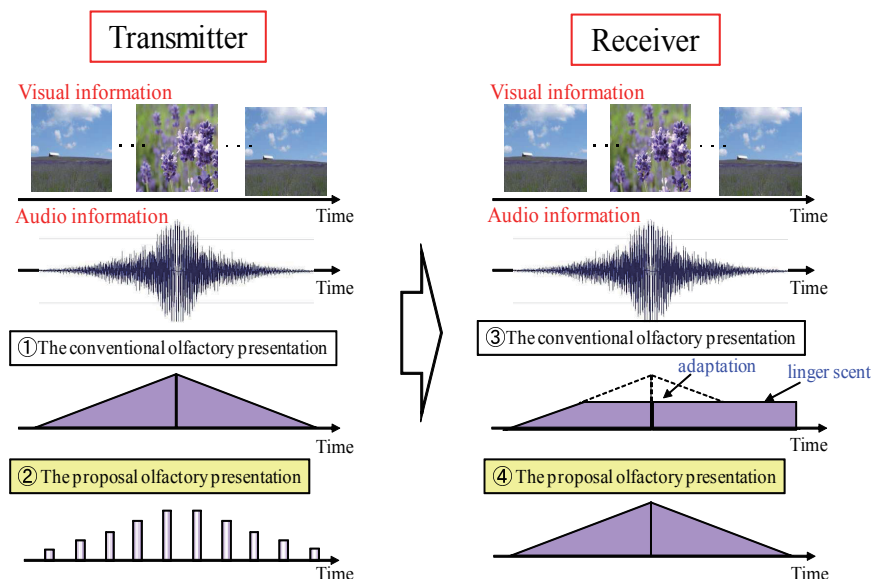 Transmitter
Visual information
Time
Audio information
Time
①The conventional olfactory presentation
Time
② The proposal olfactory presentation
Time
Receiver
Visual information
Time
Audio information
Time
③The conventional olfactory presentation
adaptation
linger scent
Time
④ The proposal olfactory presentation
Time